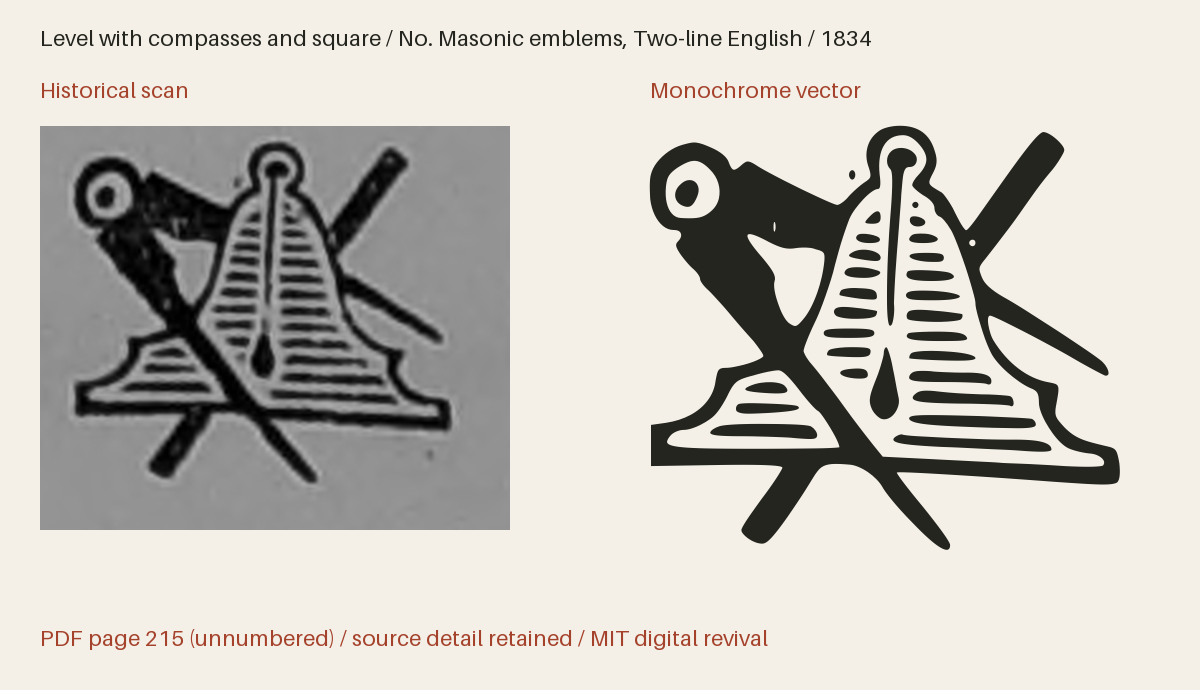 Level with compasses and square / No. Masonic emblems, Two-line English / 1834
Historical scan
Monochrome vector
PDF page 215 (unnumbered) / source detail retained / MIT digital revival